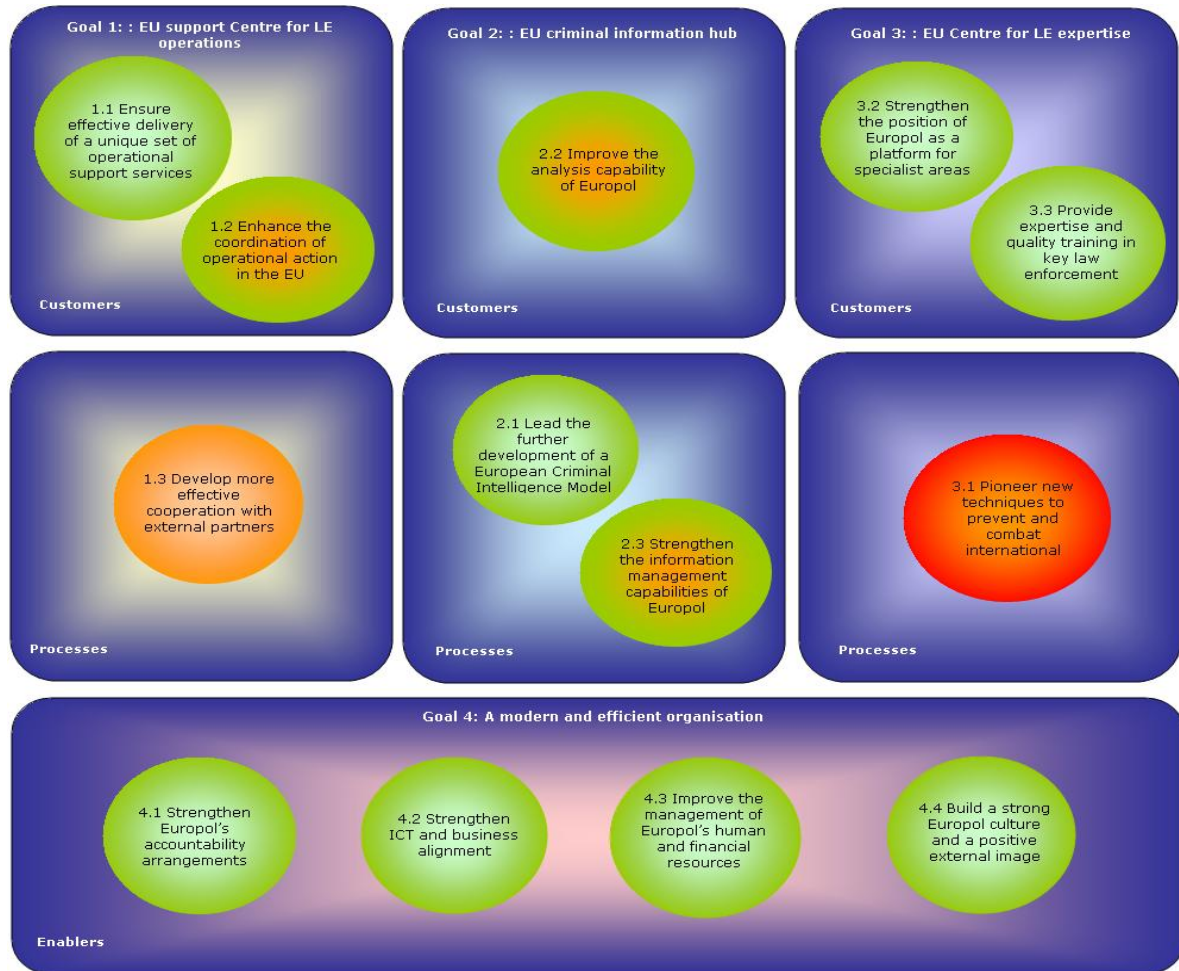 Goal 1: : EU support Centre for LE
operations
1.1 Ensure
effective delivery
of a unique set of
operational
support services
1.2 Enhance the
coordination of
operational action
in the EU
Customers
Goal 2: : EU criminal information hub
2.2 Improve the
analysis capability
of Europol
Customers
Goal 3: : EU Centre for LE expertise
3.2 Strengthen
the position of
Europol as a
platform for
specialist areas
3.3 Provide
expertise and
quality training in
key law
enforcement
Customers
1.3 Develop more
effective
cooperation with
external partners
Processes
2.1 Lead the
further
development of a
European Criminal
Intelligence Model
2.3 Strengthen
the information
management
capabilities of
Europol
Processes
3.1 Pioneer new
techniques to
prevent and
combat
international
Processes
Goal 4: A modern and efficient organisation
4.1 Strengthen
Europol's
accountability
arrangements
4.2 Strengthen
ICT and business
alignment
4.3 Improve the
management of
Europol's human
and financial
resources
4.4 Build a strong
Europol culture
and a positive
external image
Enablers